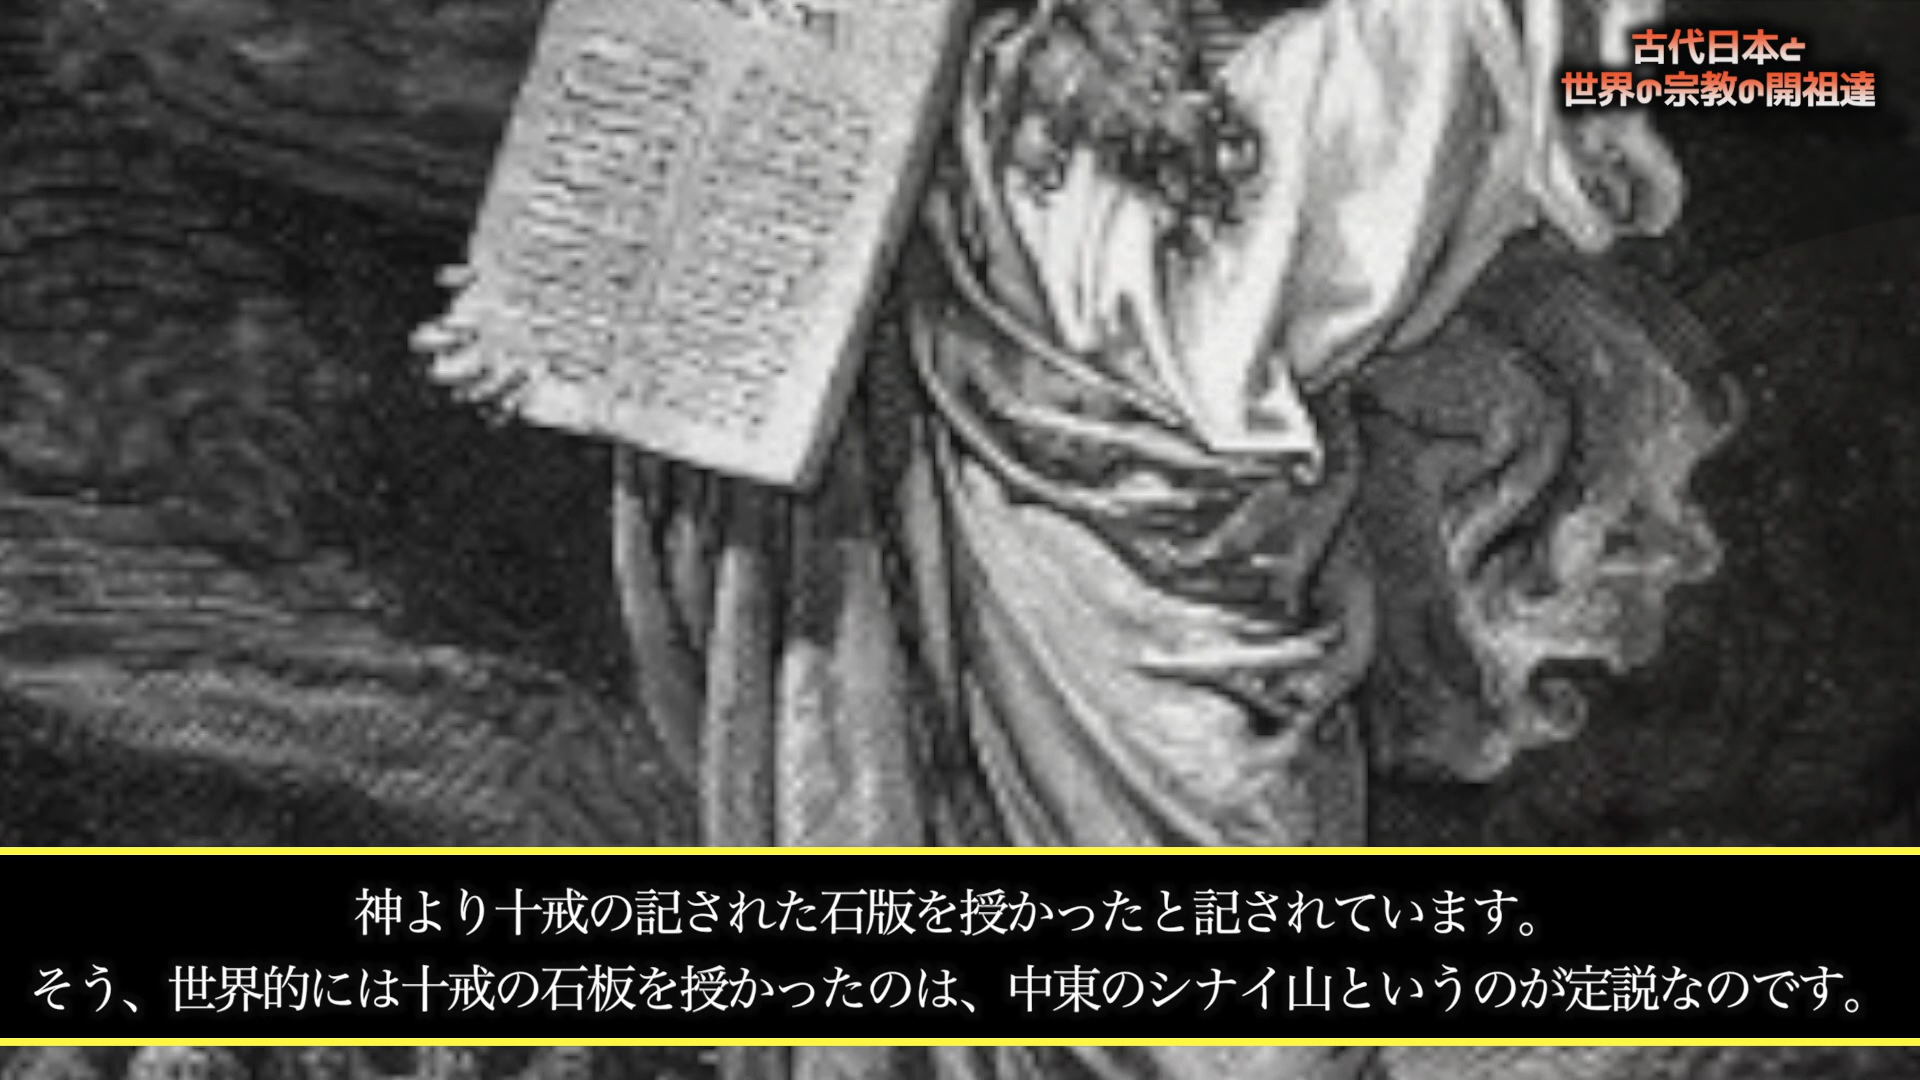 古代日本と
世界の宗教の開祖達
神より十戒の記された石版を授かったと記されています。
そう、世界的には十戒の石板を授かったのは、中東のシナイ山というのが定説なのです。